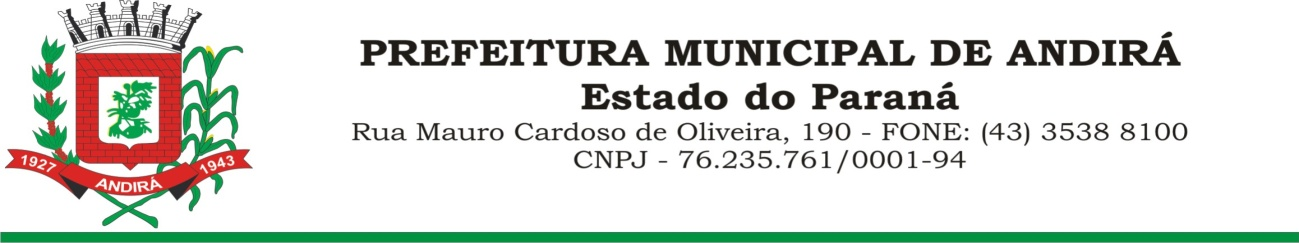 PREFEITURA MUNICIPAL DE ANDIRÁ
Estado do Paraná
Rua Mauro Cardoso de Oliveira, 190 - FONE: (43) 3538 8100
CNPJ - 76.235.761/0001-94
1927
ANDIRÁ
1943